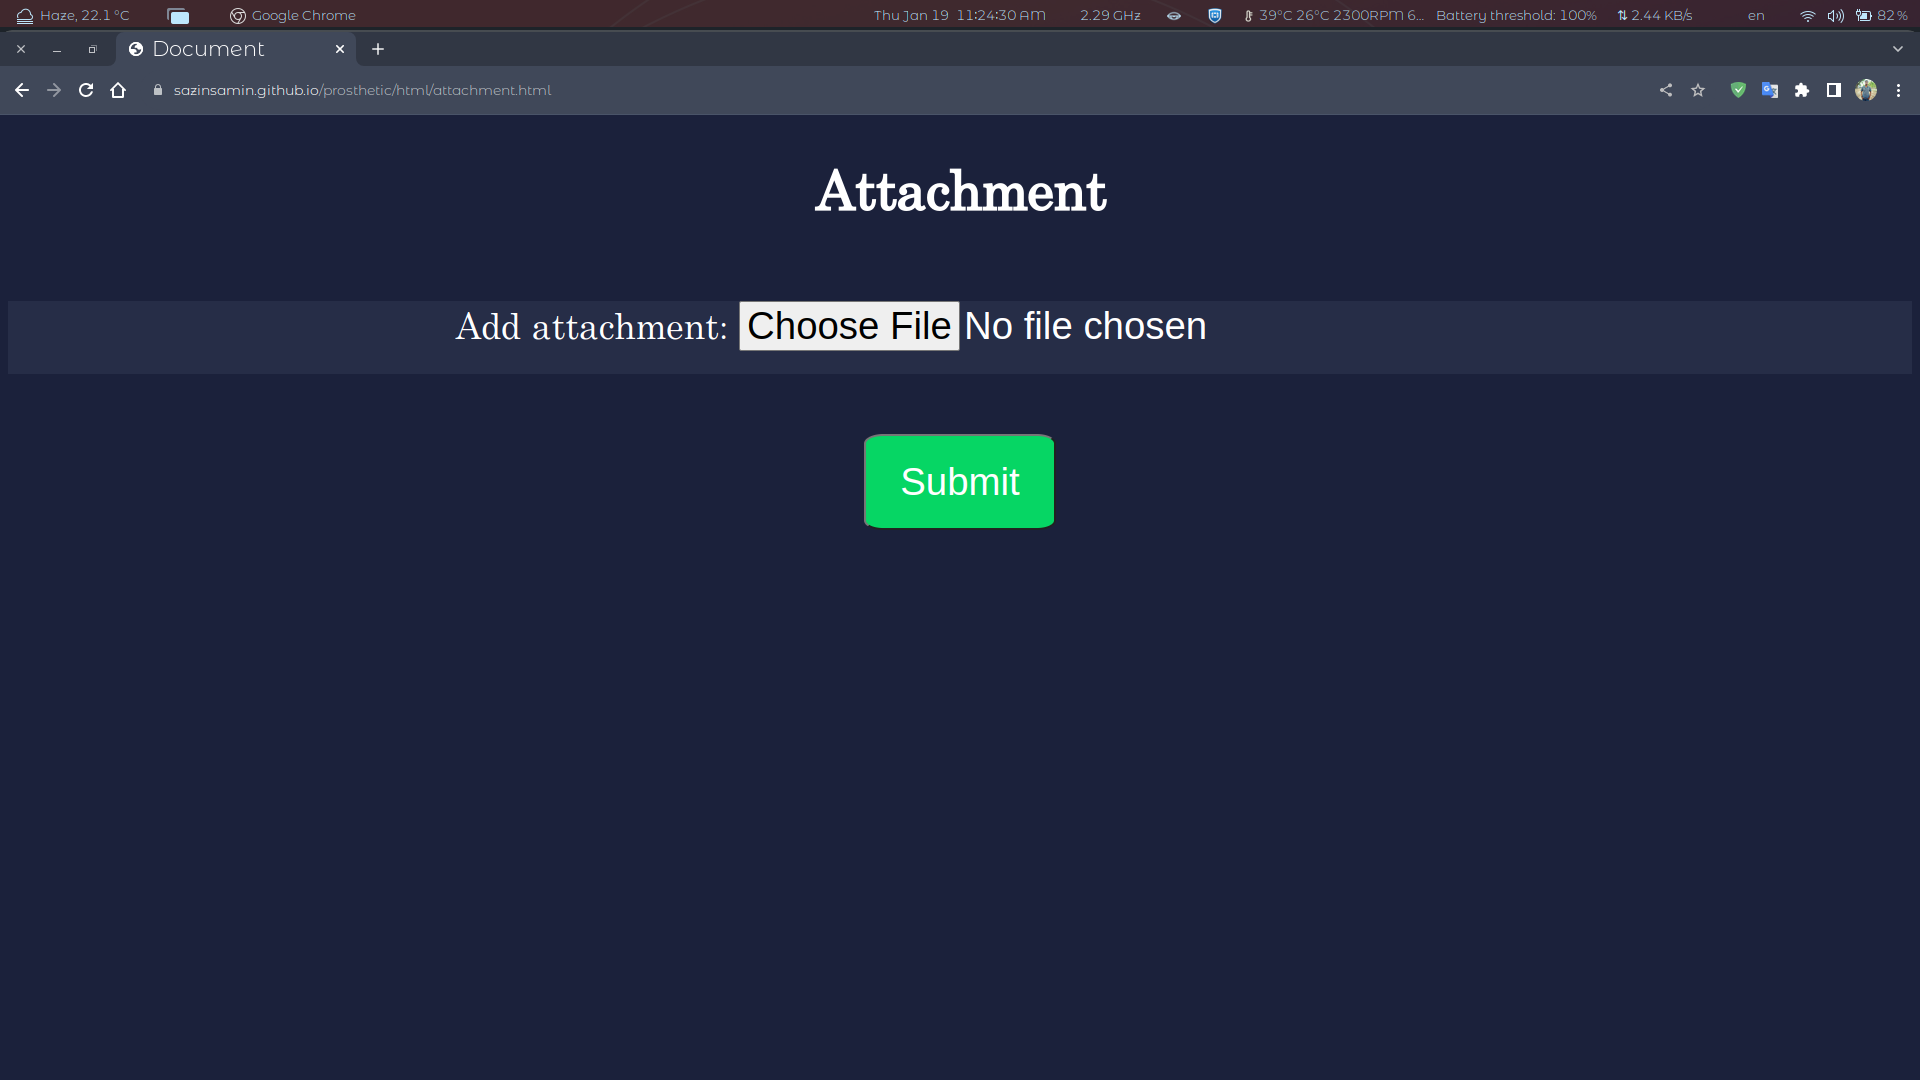 Haze, 22.1 °C
Google Chrome
Thu Jan 19 11:24:30 AM
2.29 GHz
39°C 26°C 2300RPM 6...
Battery threshold: 100%
2.44 KB/s
en
82 %
Document
sazinsamin.github.io/prosthetic/html/attachment.html
Attachment
Add attachment: Choose File No file chosen
Submit